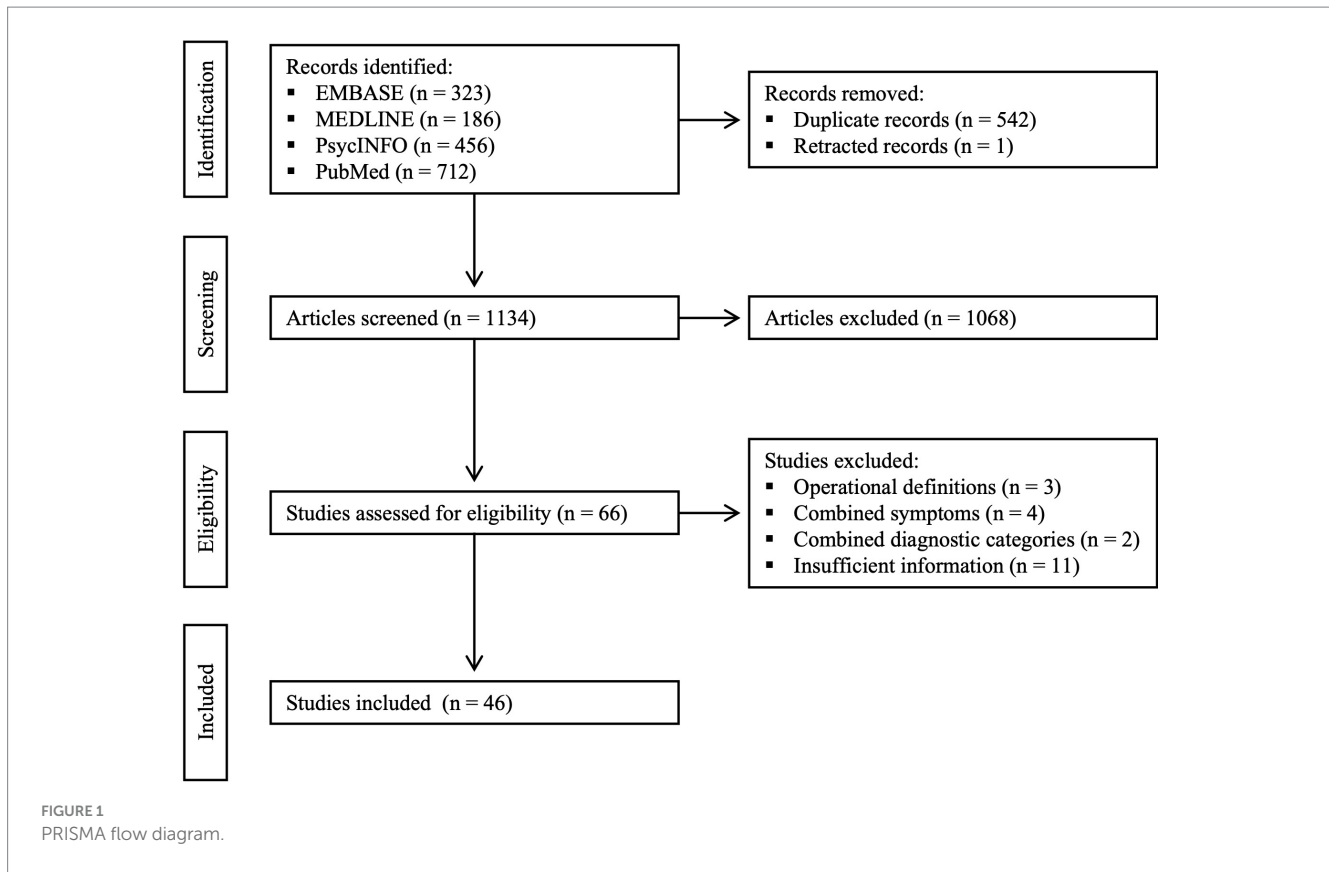 Identification
Records identified:
▪ EMBASE (n = 323)
▪ MEDLINE (n = 186)
▪ PsycINFO (n = 456)
▪ PubMed (n = 712)
Records removed:
▪ Duplicate records (n = 542)
▪ Retracted records (n = 1)
Screening
Articles screened (n = 1134)
Articles excluded (n = 1068)
Eligibility
Studies assessed for eligibility (n = 66)
Studies excluded:
▪ Operational definitions (n = 3)
▪ Combined symptoms (n = 4)
▪ Combined diagnostic categories (n = 2)
▪ Insufficient information (n = 11)
Included
Studies included (n = 46)
FIGURE 1
PRISMA flow diagram.